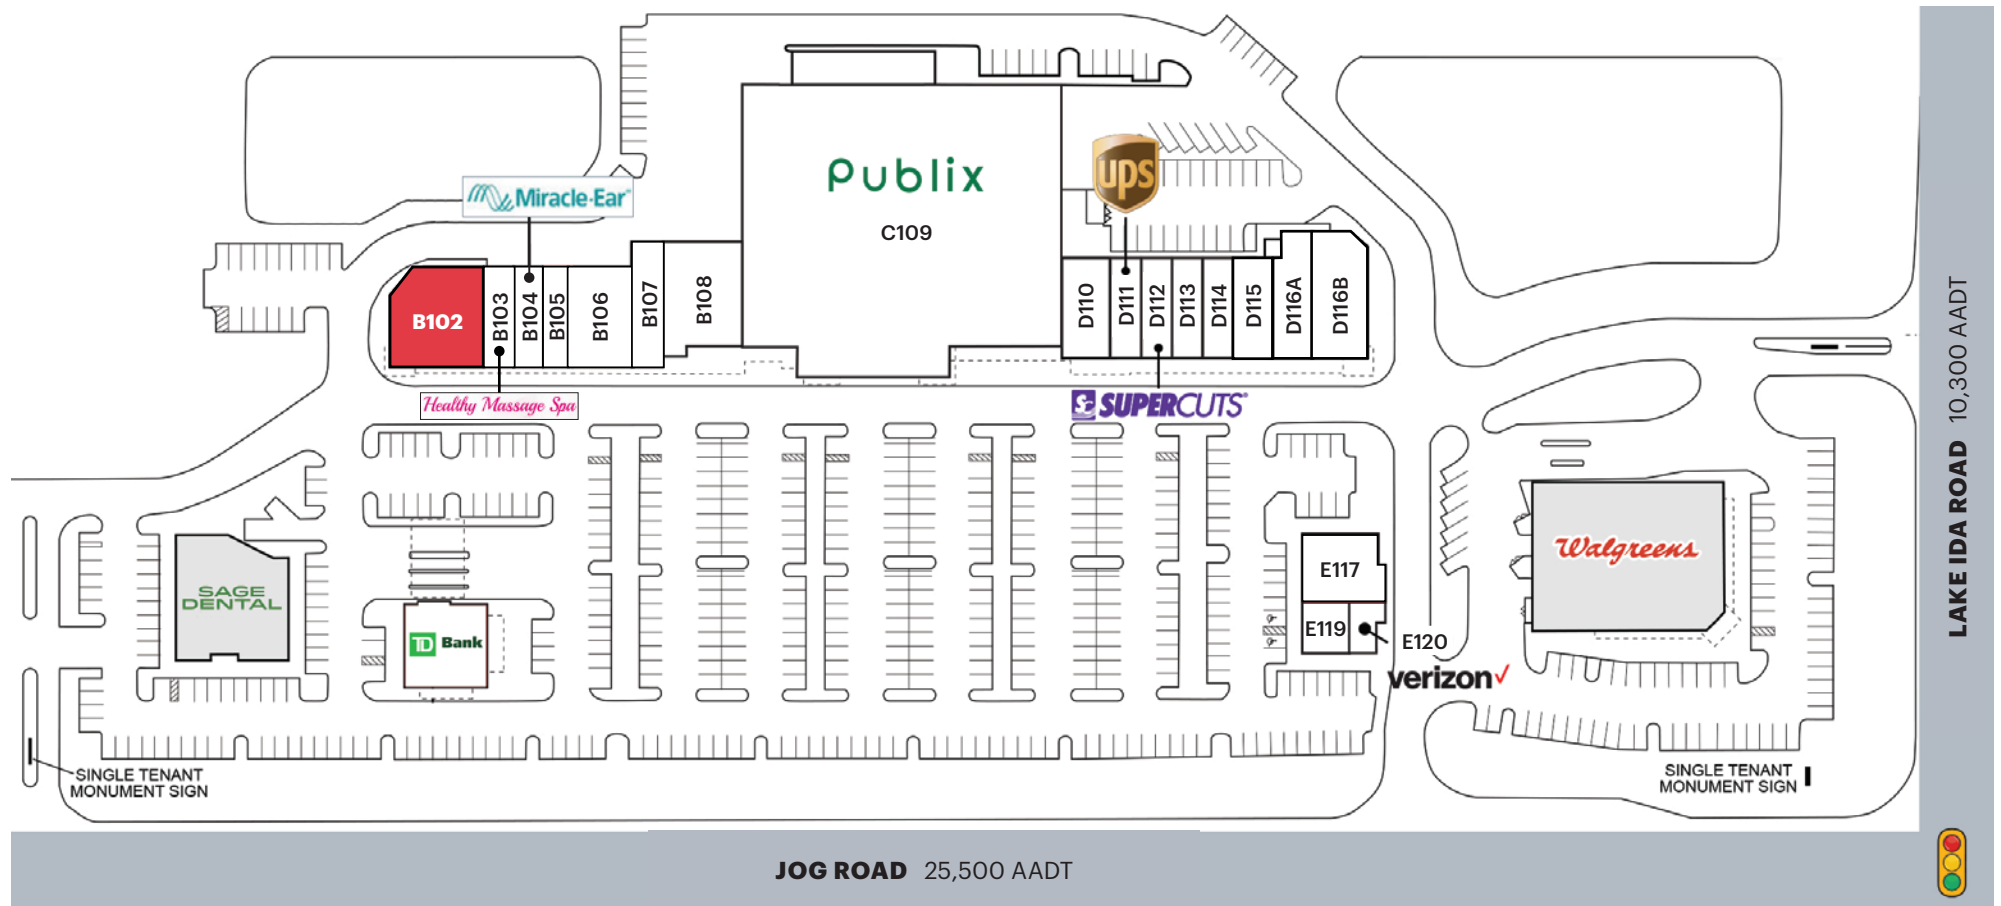 Publix
C109
ups
Miracle-Ear
B102
B103
B104
B105
B106
B107
B108
D110
D111
D112
D113
D114
D115
D116A
D116B
Healthy Massage Spa
SC SUPERCUTS
SAGE
DENTAL
TD Bank
E117
E119
E120
verizon
Walgreens
SINGLE TENANT
MONUMENT SIGN
SINGLE TENANT
MONUMENT SIGN
JOG ROAD 25,500 AADT
LAKE IDA ROAD 10,300 AADT